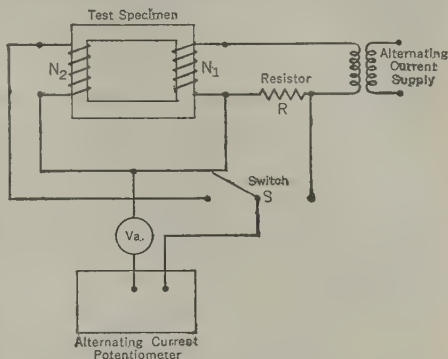 Test Specimen
N2
N1
Resistor
R
Alternating
Current
Supply
Switch
S
Va.
Alternating Current
Potentiometer